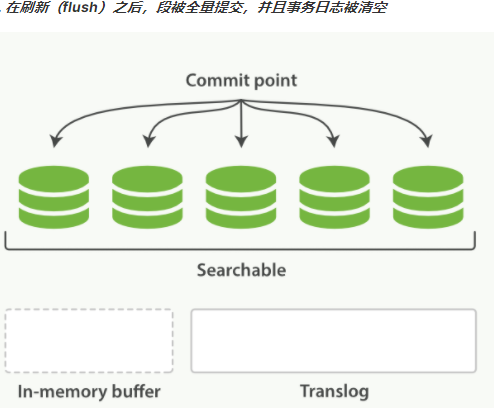 . 在刷新（flush）之后，段被全量提交，并且事务日志被清空
Commit point
Searchable
In-memory buffer
Translog